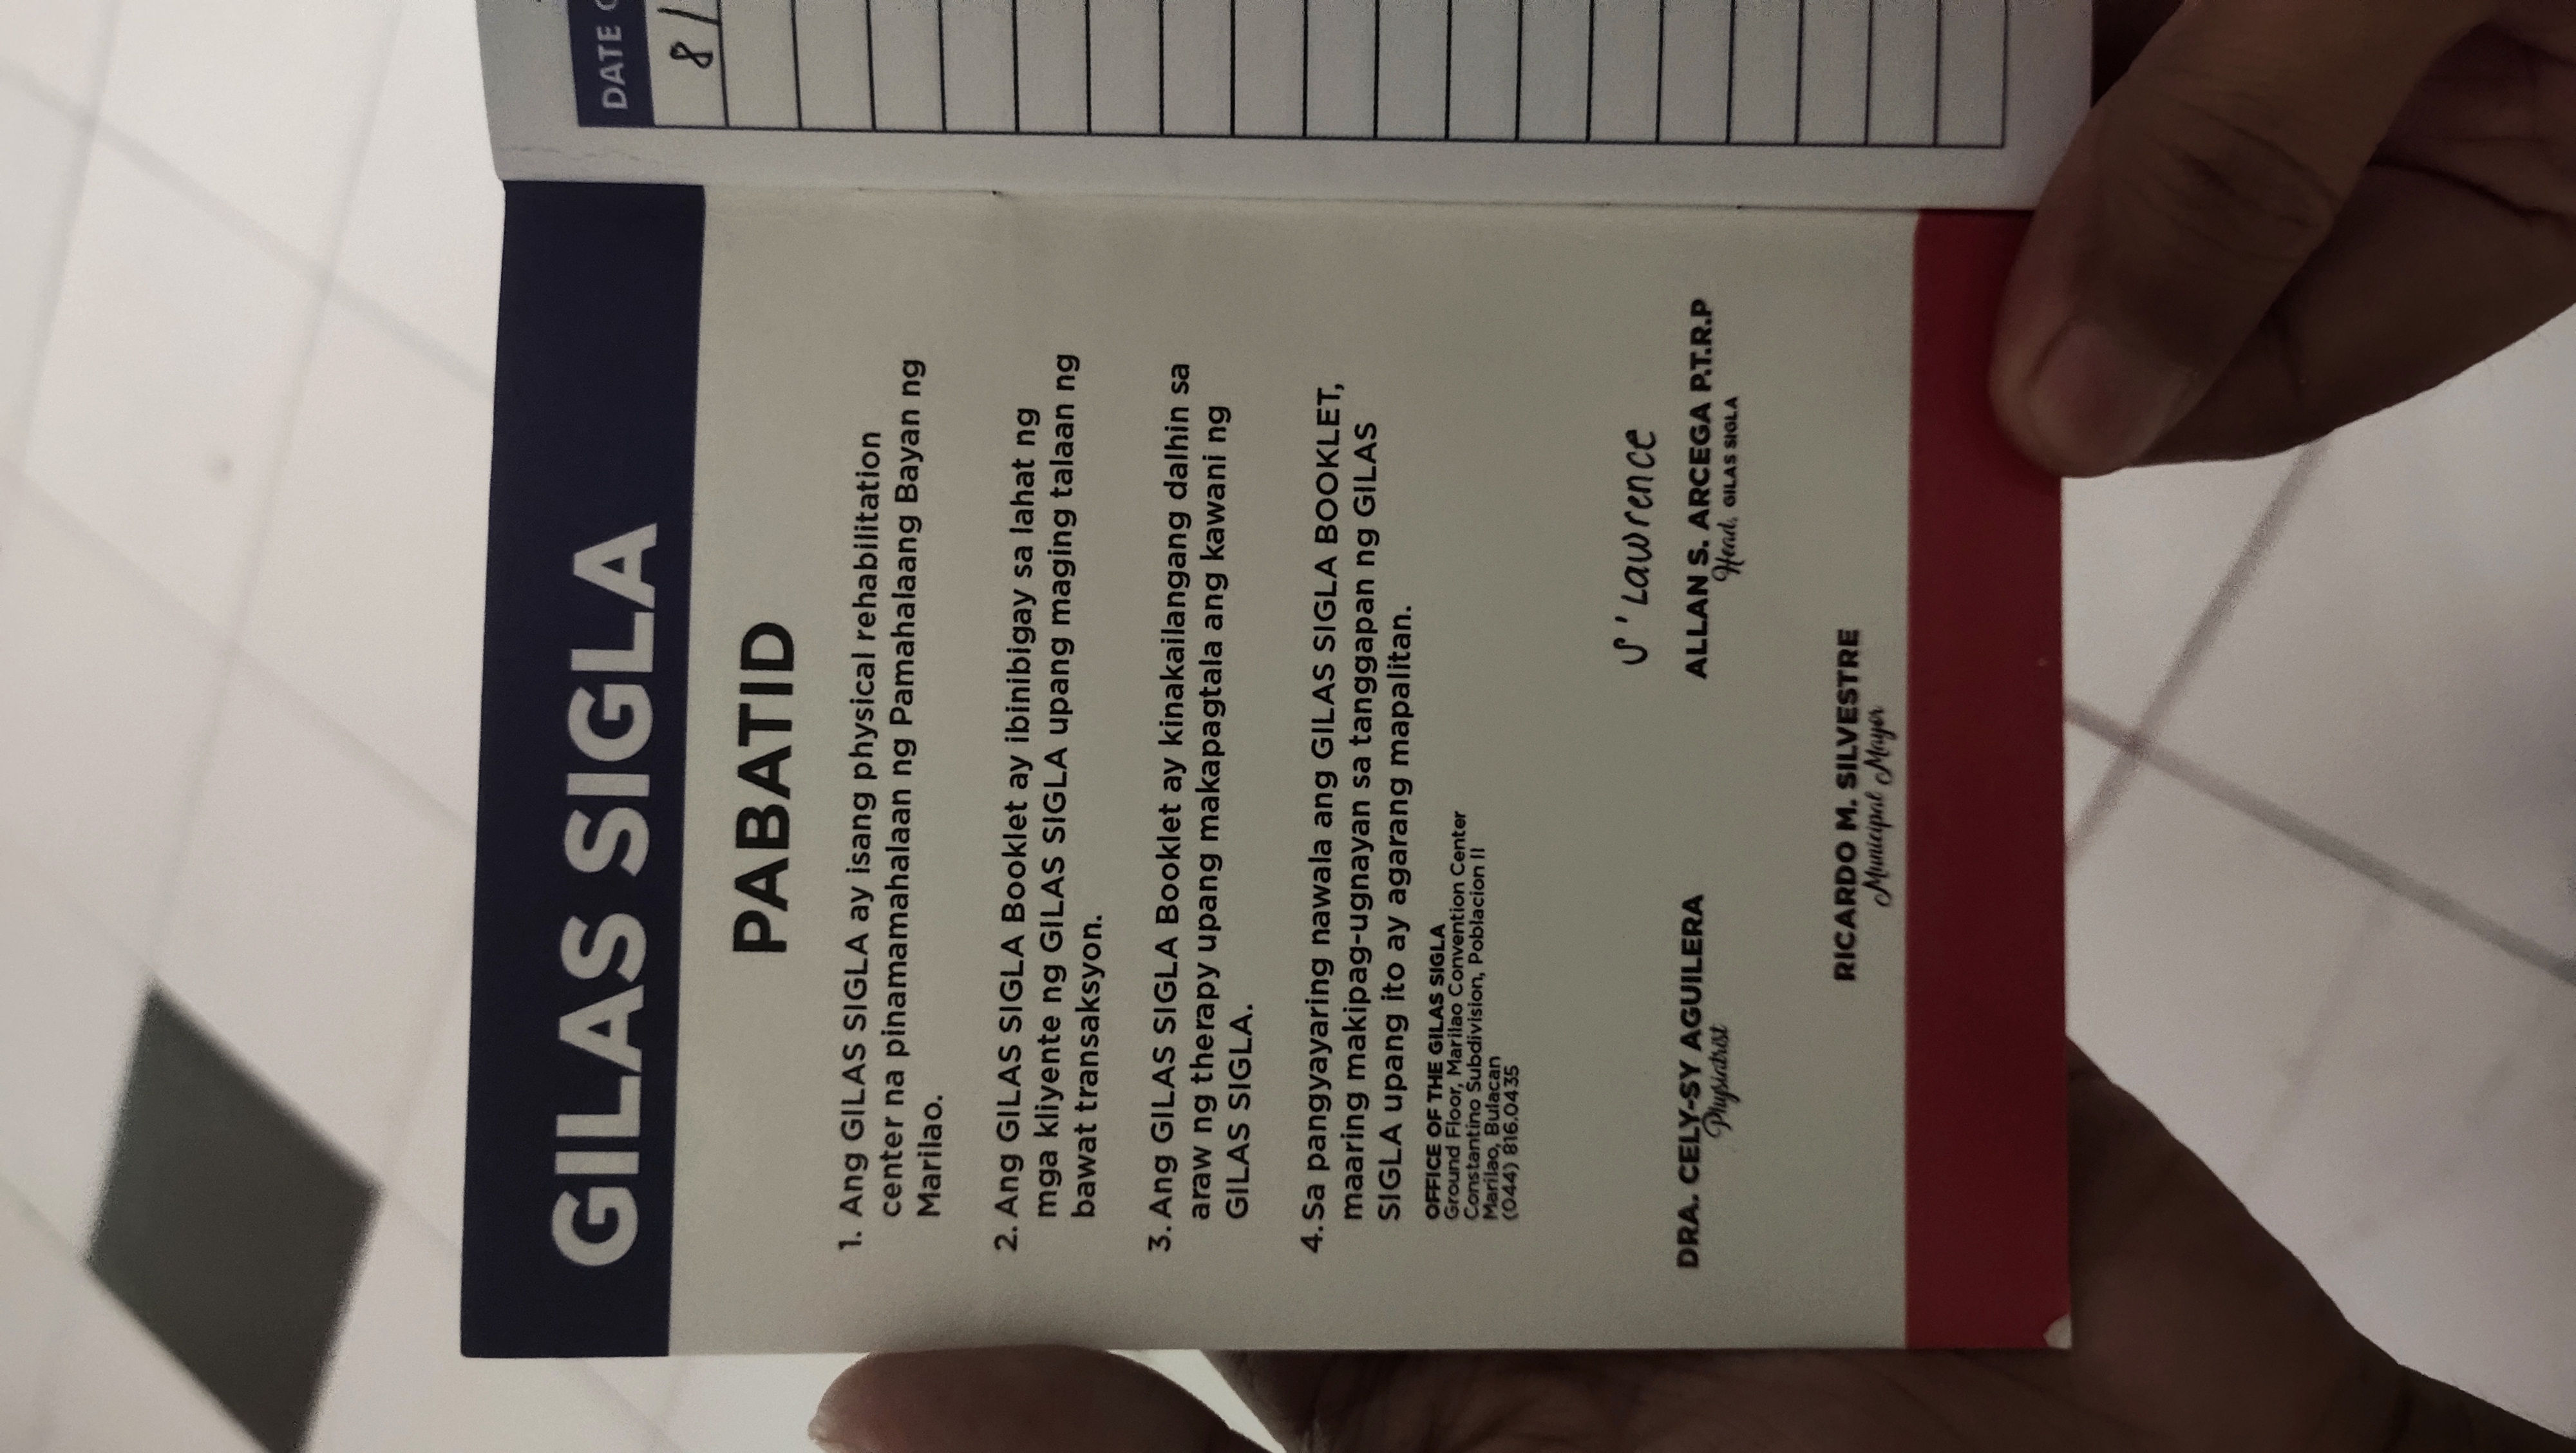 GILAS SIGLA
PABATID
1. Ang GILAS SIGLA ay isang physical rehabilitation
center na pinamamahalaan ng Pamahalaang Bayan ng
Marilao.
2. Ang GILAS SIGLA Booklet ay ibinibigay sa lahat ng
mga kliyente ng GILAS SIGLA upang maging talaan ng
bawat transaksyon.
3. Ang GILAS SIGLA Booklet ay kinakailangang dalhin sa
araw ng therapy upang makapagtala ang kawani ng
GILAS SIGLA.
4. Sa pangyayaring nawala ang GILAS SIGLA BOOKLET,
maaring makipag-ugnayan sa tanggapan ng GILAS
SIGLA upang ito ay agarang mapalitan.
OFFICE OF THE GILAS SIGLA
Ground Floor, Marilao Convention Center
Constantino Subdivision, Poblacion II
Marilao, Bulacan
(044) 816.0435
S' Lawrence
DRA. CELY-SY AGUILERA
Physiatrist
ALLAN S. ARCEGA P.T.R.P
Head, GILAS SIGLA
RICARDO M. SILVESTRE
Municipal Mayor
DATE
8/